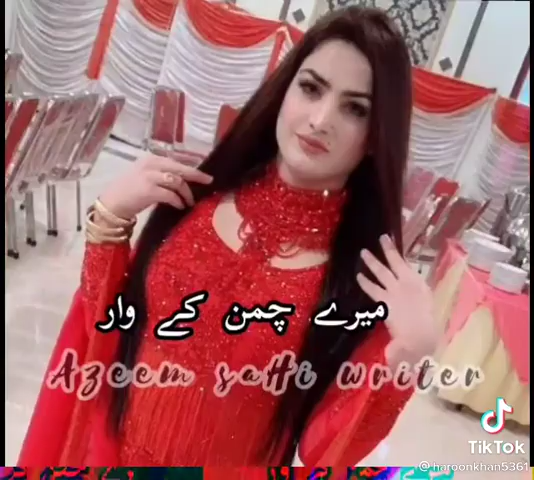 میرے چمن کے وار
Azeem saHi writer
TikTok
@haroonkhan5361